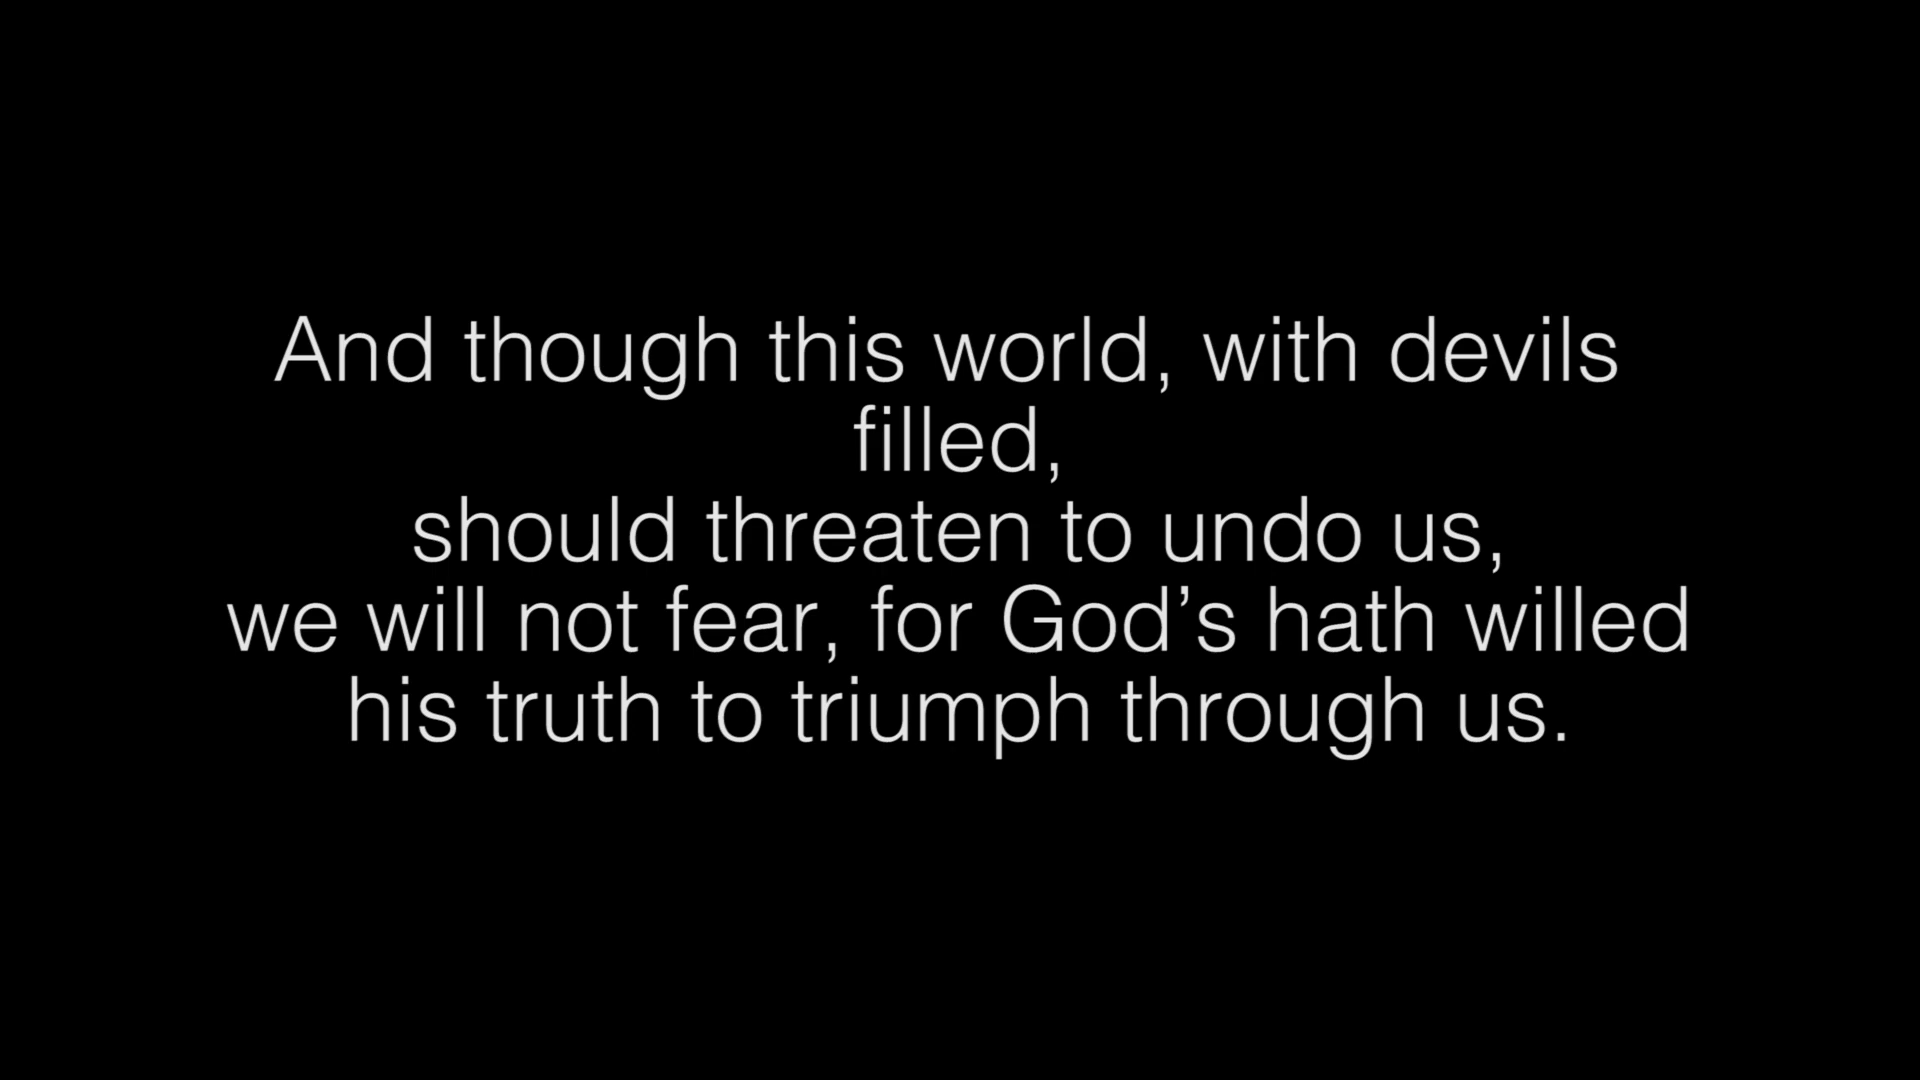 And though this world, with devils
filled,
should threaten to undo us,
we will not fear, for God’s hath willed
his truth to triumph through us.